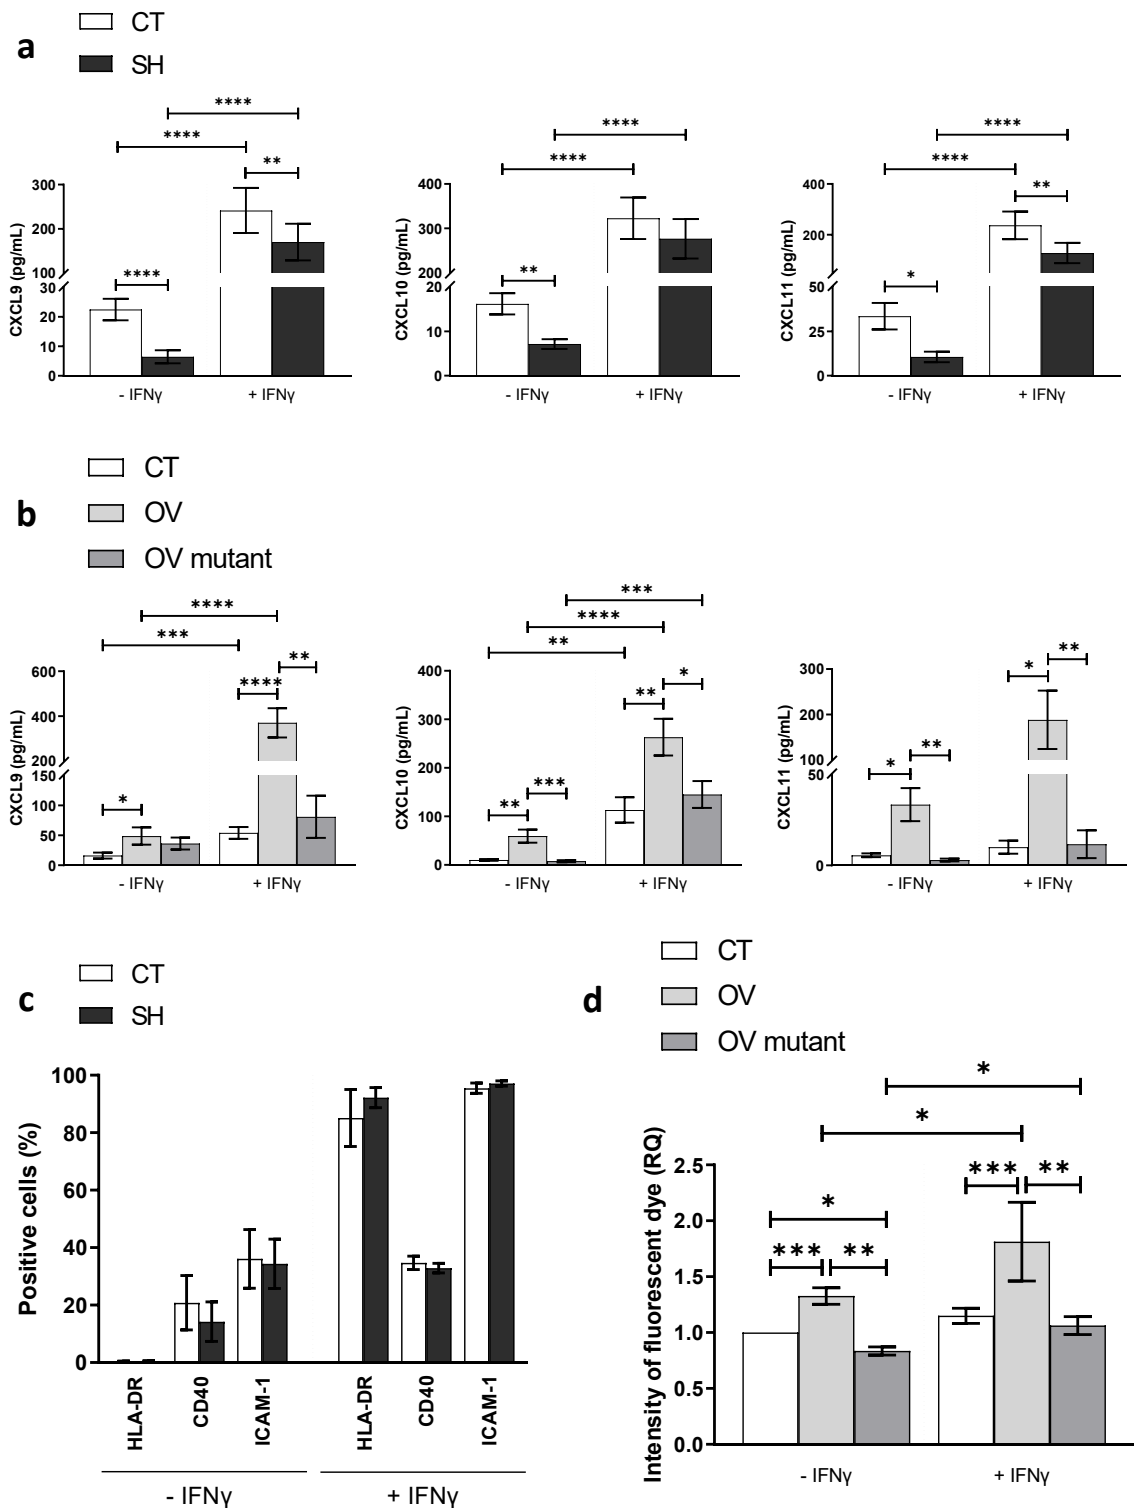 a
CT
SH
**** **** ****
**** **** ****
** **
CXCL9 (pg/mL)
300
200
100
30
20
10
0
****
- IFNγ + IFNγ
CXCL10 (pg/mL)
400
300
200
20
10
0
**
- IFNγ + IFNγ
CXCL11 (pg/mL)
400
200
50
25
0
*
- IFNγ + IFNγ
b
CT
OV
OV mutant
****
***
**
****
CXCL9 (pg/mL)
600
400
200
150
100
50
0
*
- IFNγ + IFNγ
***
****
**
*
**
CXCL10 (pg/mL)
400
300
200
100
0
***
**
- IFNγ + IFNγ
**
*
CXCL11 (pg/mL)
300
200
100
50
0
**
*
- IFNγ + IFNγ
c
CT
SH
Positive cells (%)
100
80
60
40
20
0
HLA-DR
CD40
ICAM-1
HLA-DR
CD40
ICAM-1
- IFNγ + IFNγ
d
CT
OV
OV mutant
*
*
*** **
*
*** **
Intensity of fluorescent dye (RQ)
2.5
2.0
1.5
1.0
0.5
0.0
- IFNγ + IFNγ